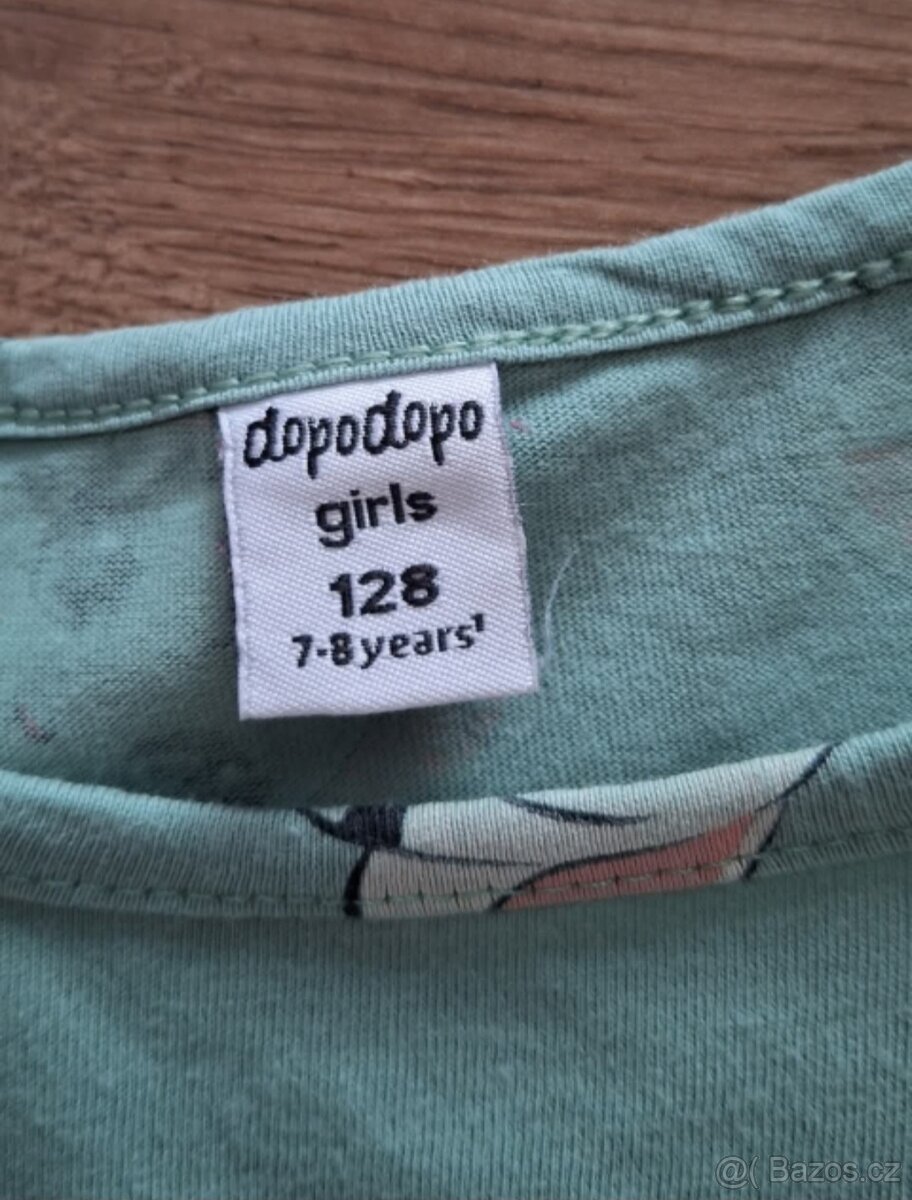 dopodopo
girls
128
7-8 years¹
@( Bazos.cz